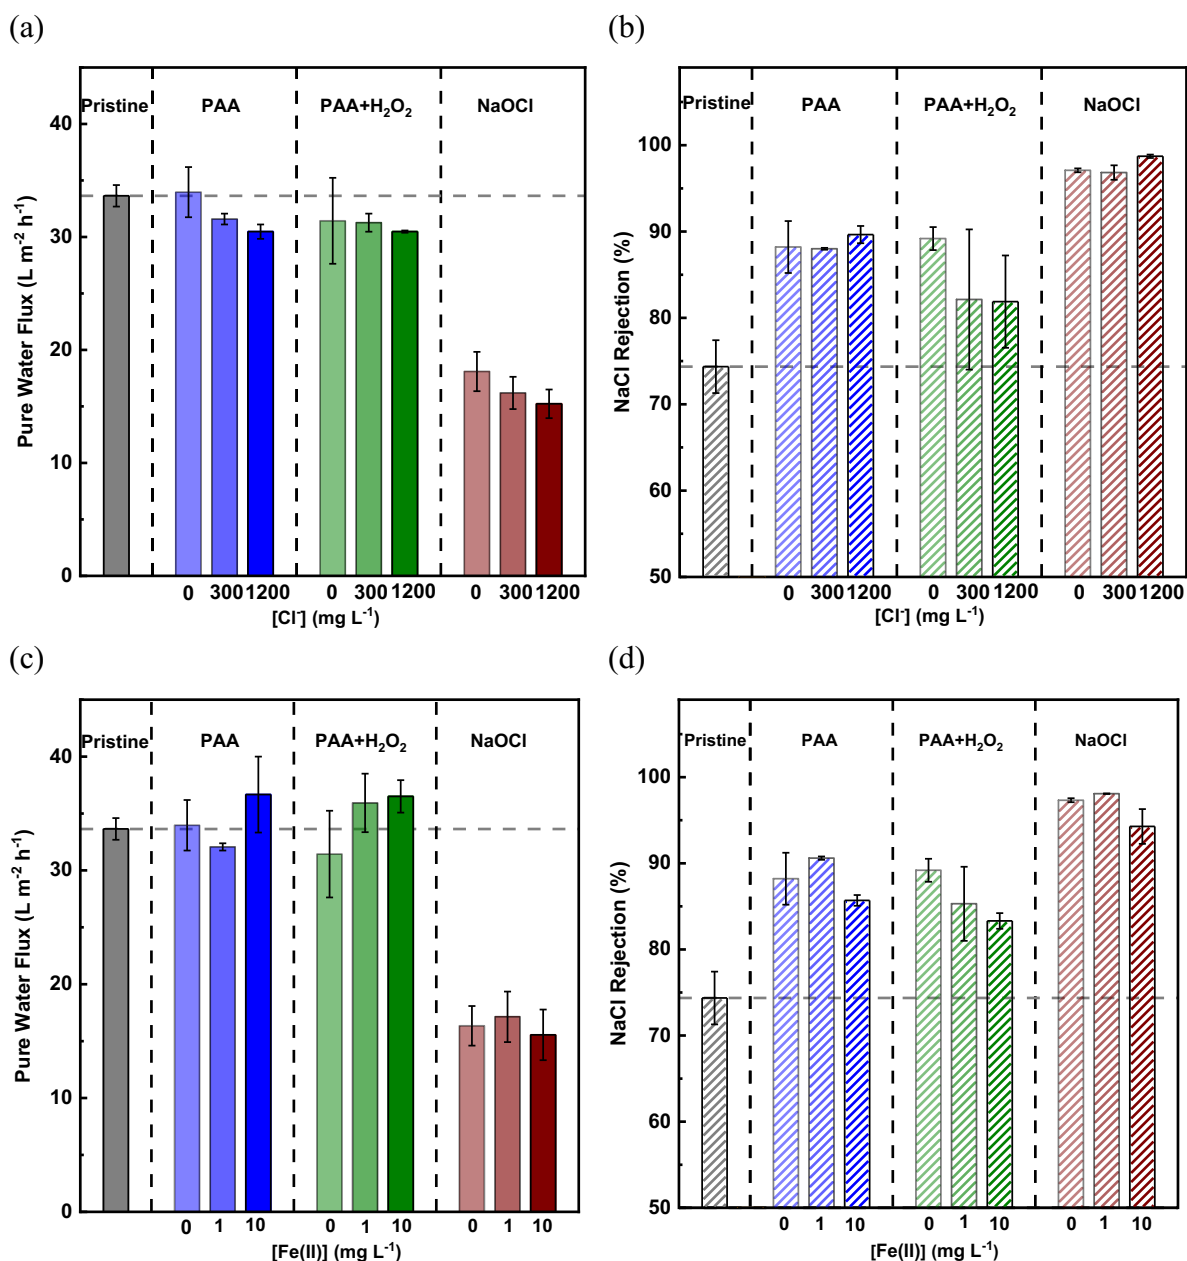 (a)
Pristine PAA PAA+H₂O₂ NaOCl
40
30
20
10
0
Pure Water Flux (L m⁻² h⁻¹)
0 300 1200 0 300 1200 0 300 1200
[Cl⁻] (mg L⁻¹)
(b)
Pristine PAA PAA+H₂O₂ NaOCl
100
90
80
70
60
50
NaCl Rejection (%)
0 300 1200 0 300 1200 0 300 1200
[Cl⁻] (mg L⁻¹)
(c)
Pristine PAA PAA+H₂O₂ NaOCl
40
30
20
10
0
Pure Water Flux (L m⁻² h⁻¹)
0 1 10 0 1 10 0 1 10
[Fe(II)] (mg L⁻¹)
(d)
Pristine PAA PAA+H₂O₂ NaOCl
100
90
80
70
60
50
NaCl Rejection (%)
0 1 10 0 1 10 0 1 10
[Fe(II)] (mg L⁻¹)